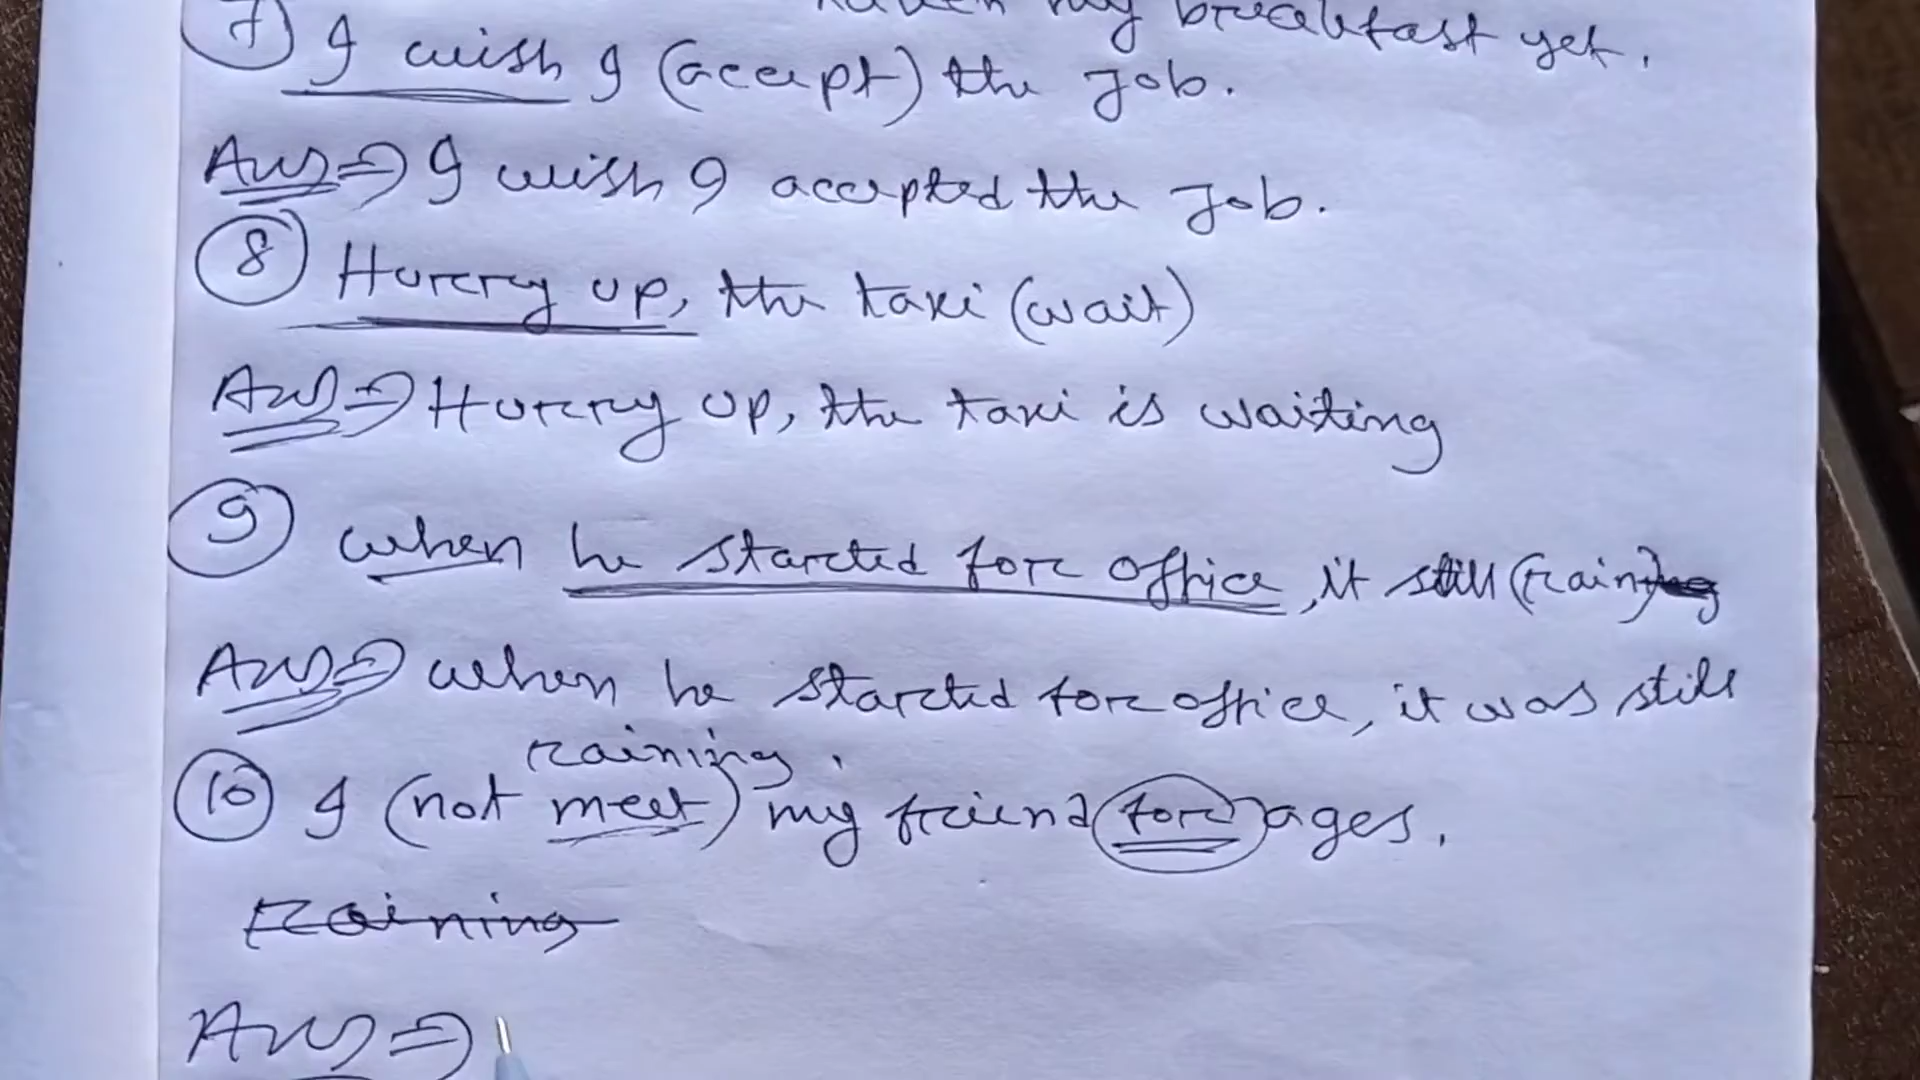 my breakfast yet.
7 I wish I (accept) the Job.
Ans⇒ I wish I accepted the Job.
8 Hurry up, the taxi (wait)
Ans⇒ Hurry up, the taxi is waiting
9 when he started for office, it still (rain)
Ans⇒ when he started for office, it was still
raining.
10 I (not meet) my friend for ages.
raining
Ans⇒